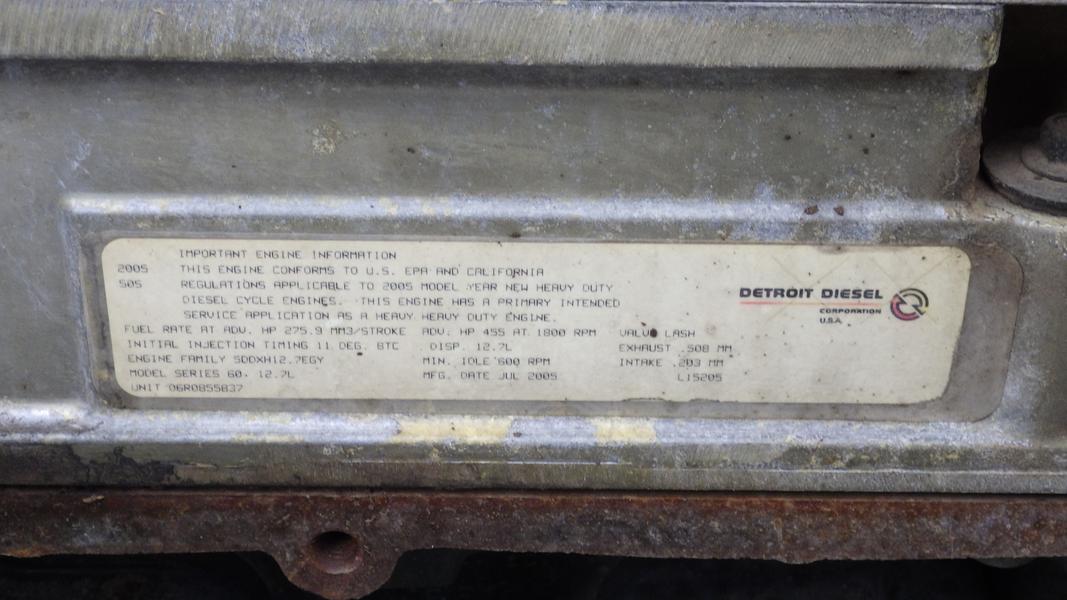 IMPORTANT ENGINE INFORMATION
2005 THIS ENGINE CONFORMS TO U.S. EPA AND CALIFORNIA
505 REGULATIONS APPLICABLE TO 2005 MODEL YEAR NEW HEAVY DUTY
DIESEL CYCLE ENGINES. THIS ENGINE HAS A PRIMARY INTENDED
SERVICE APPLICATION AS A HEAVY HEAVY DUTY ENGINE.
FUEL RATE AT ADV. HP 275.9 MM3/STROKE ADV. HP 455 AT 1800 RPM VALVE LASH
INITIAL INJECTION TIMING 11 DEG. BTC DISP. 12.7L EXHAUST .508 MM
ENGINE FAMILY 5DDXH12.7EGY MIN. IDLE 600 RPM INTAKE .203 MM
MODEL SERIES 60, 12.7L MFG. DATE JUL 2005 L15205
UNIT 06R0855837
DETROIT DIESEL
CORPORATION
U.S.A.